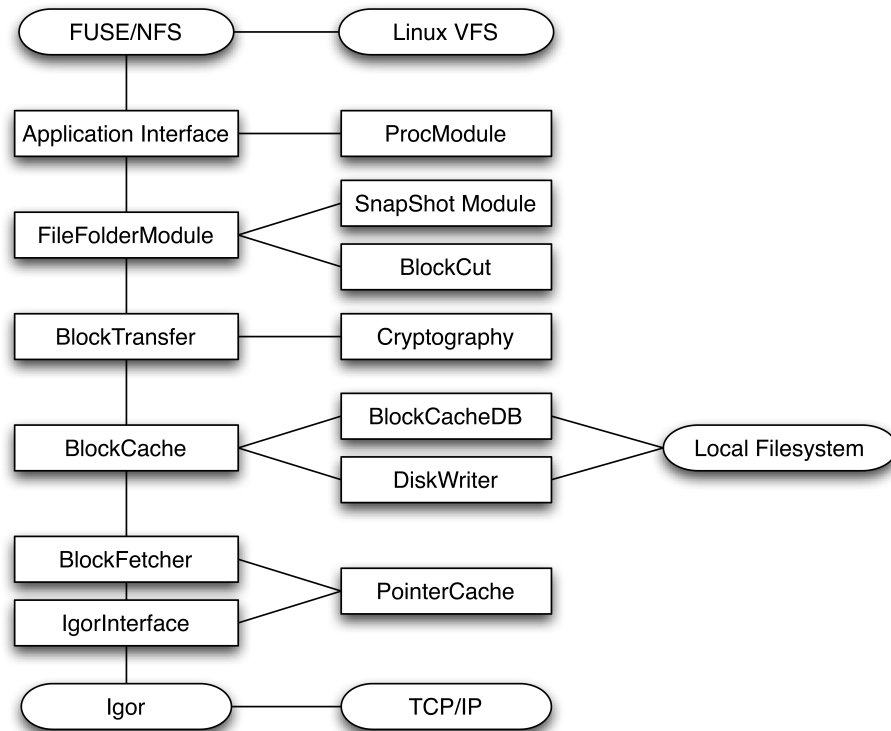 FUSE/NFS
Linux VFS
Application Interface
ProcModule
SnapShot Module
FileFolderModule
BlockCut
BlockTransfer
Cryptography
BlockCacheDB
BlockCache
Local Filesystem
DiskWriter
BlockFetcher
PointerCache
IgorInterface
Igor
TCP/IP